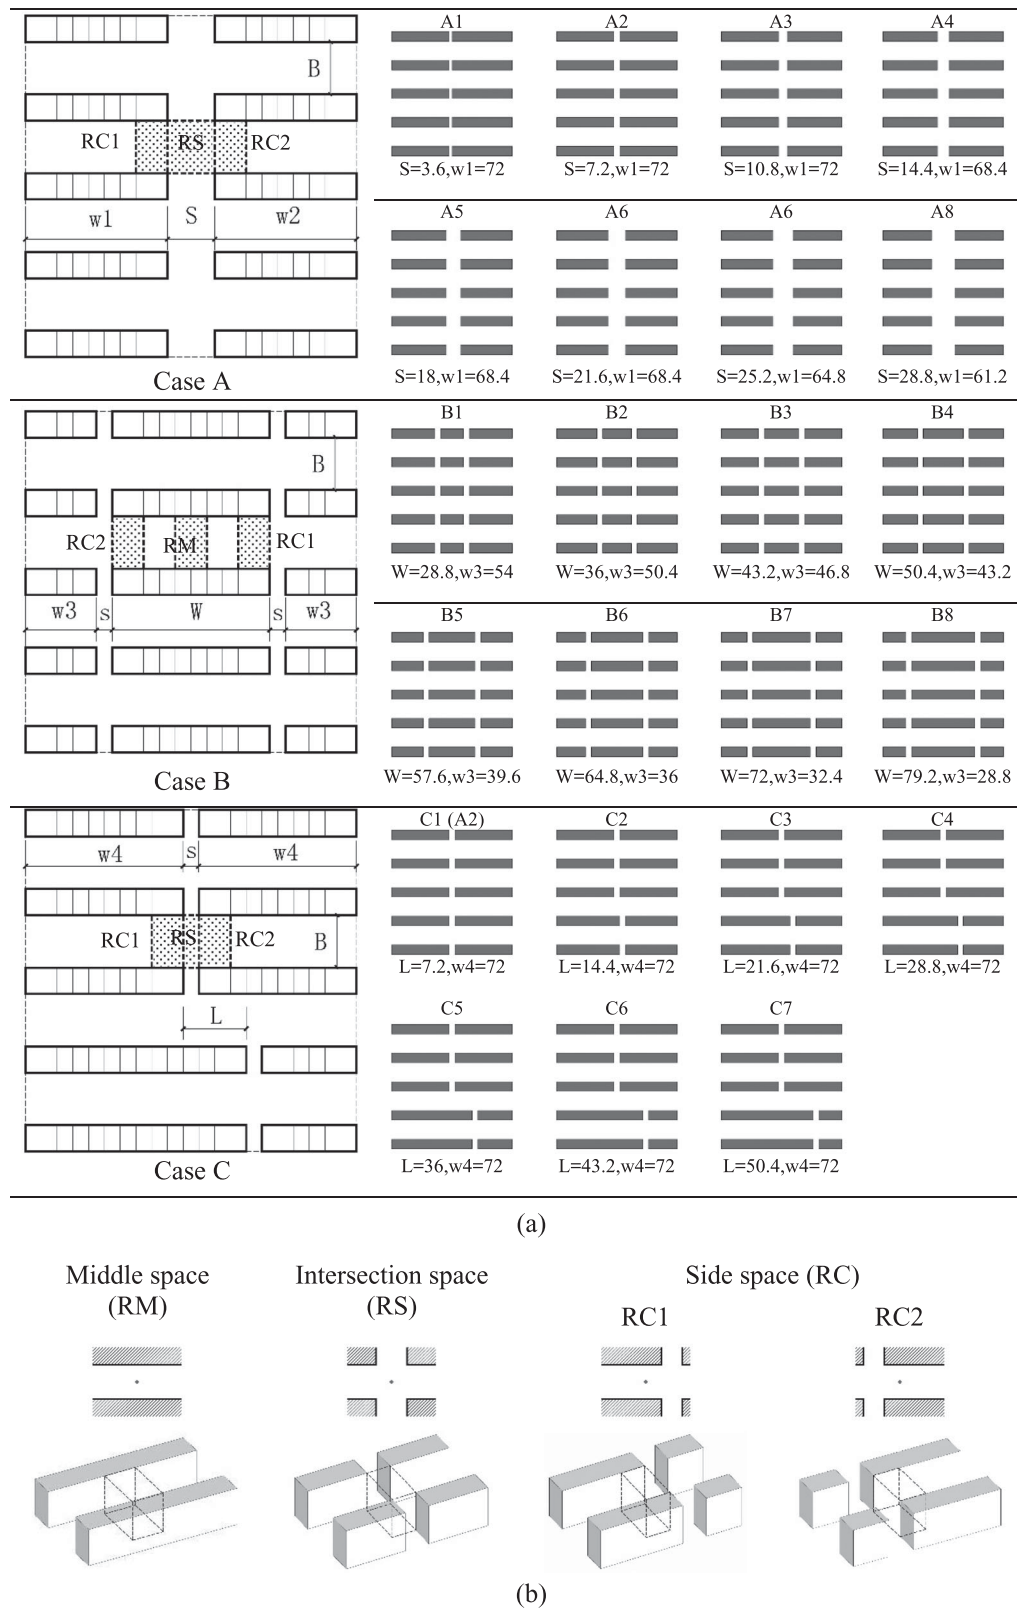 B
RC1
RS
RC2
w1
S
w2
Case A
A1
A2
A3
A4
S=3.6,w1=72
S=7.2,w1=72
S=10.8,w1=72
S=14.4,w1=68.4
A5
A6
A6
A8
S=18,w1=68.4
S=21.6,w1=68.4
S=25.2,w1=64.8
S=28.8,w1=61.2
B
RC2
RM
RC1
w3
s
W
s
w3
Case B
B1
B2
B3
B4
W=28.8,w3=54
W=36,w3=50.4
W=43.2,w3=46.8
W=50.4,w3=43.2
B5
B6
B7
B8
W=57.6,w3=39.6
W=64.8,w3=36
W=72,w3=32.4
W=79.2,w3=28.8
w4
s
w4
RC1
RS
RC2
B
L
Case C
C1 (A2)
C2
C3
C4
L=7.2,w4=72
L=14.4,w4=72
L=21.6,w4=72
L=28.8,w4=72
C5
C6
C7
L=36,w4=72
L=43.2,w4=72
L=50.4,w4=72
(a)
Middle space
(RM)
Intersection space
(RS)
Side space (RC)
RC1
RC2
(b)